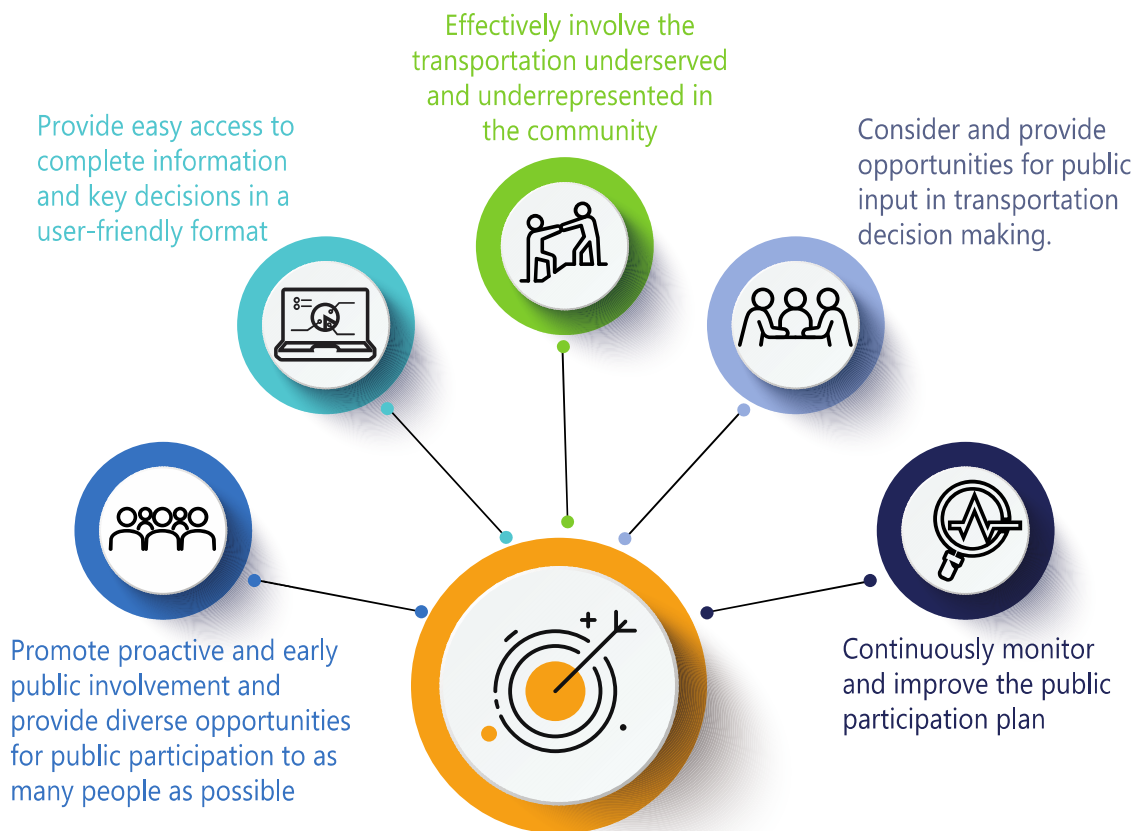 Effectively involve the
transportation underserved
and underrepresented in
the community
Provide easy access to
complete information
and key decisions in a
user-friendly format
Consider and provide
opportunities for public
input in transportation
decision making.
Promote proactive and early
public involvement and
provide diverse opportunities
for public participation to as
many people as possible
Continuously monitor
and improve the public
participation plan